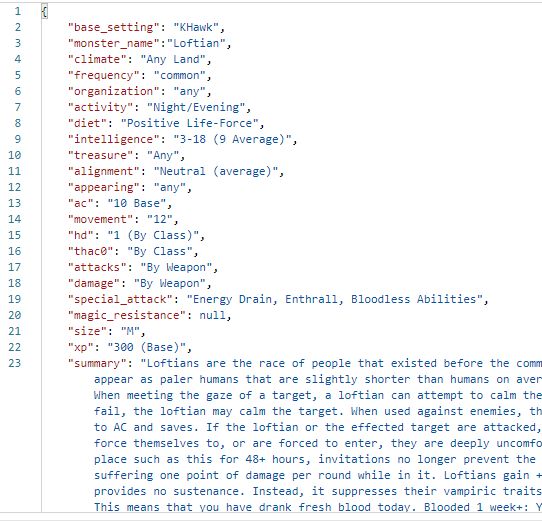 1 {
2 "base_setting": "KHawk",
3 "monster_name":"Loftian",
4 "climate": "Any Land",
5 "frequency": "common",
6 "organization": "any",
7 "activity": "Night/Evening",
8 "diet": "Positive Life-Force",
9 "intelligence": "3-18 (9 Average)",
10 "treasure": "Any",
11 "alignment": "Neutral (average)",
12 "appearing": "any",
13 "ac": "10 Base",
14 "movement": "12",
15 "hd": "1 (By Class)",
16 "thac0": "By Class",
17 "attacks": "By Weapon",
18 "damage": "By Weapon",
19 "special_attack": "Energy Drain, Enthrall, Bloodless Abilities",
20 "magic_resistance": null,
21 "size": "M",
22 "xp": "300 (Base)",
23 "summary": "Loftians are the race of people that existed before the comm
appear as paler humans that are slightly shorter than humans on aver
When meeting the gaze of a target, a loftian can attempt to calm the
fail, the loftian may calm the target. When used against enemies, th
to AC and saves. If the loftian or the effected target are attacked,
force themselves to, or are forced to enter, they are deeply uncomfo
place such as this for 48+ hours, invitations no longer prevent the
suffering one point of damage per round while in it. Loftians gain +
provides no sustenance. Instead, it suppresses their vampiric traits
This means that you have drank fresh blood today. Blooded 1 week+: Y